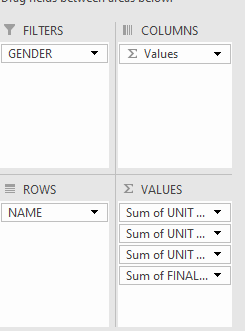 Drag fields between areas below:
FILTERS
COLUMNS
GENDER
Σ Values
ROWS
Σ VALUES
NAME
Sum of UNIT ...
Sum of UNIT ...
Sum of UNIT ...
Sum of FINAL...